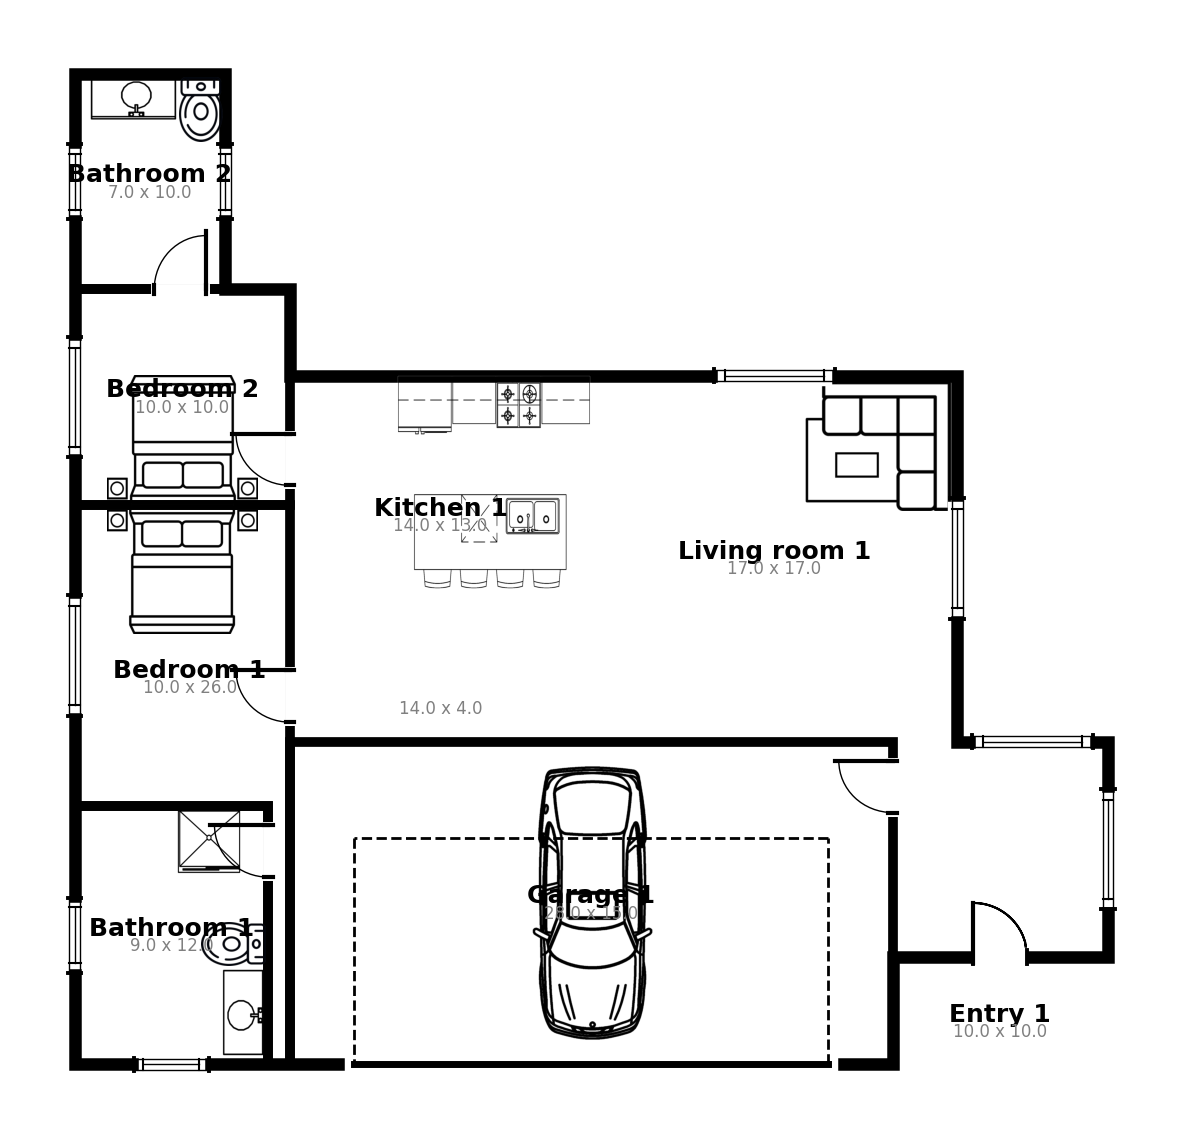 Bathroom 2
7.0 x 10.0
Bedroom 2
10.0 x 10.0
Kitchen 1
14.0 x 13.0
Living room 1
17.0 x 17.0
Bedroom 1
10.0 x 26.0
14.0 x 4.0
Garage 1
28.0 x 15.0
Bathroom 1
9.0 x 12.0
Entry 1
10.0 x 10.0